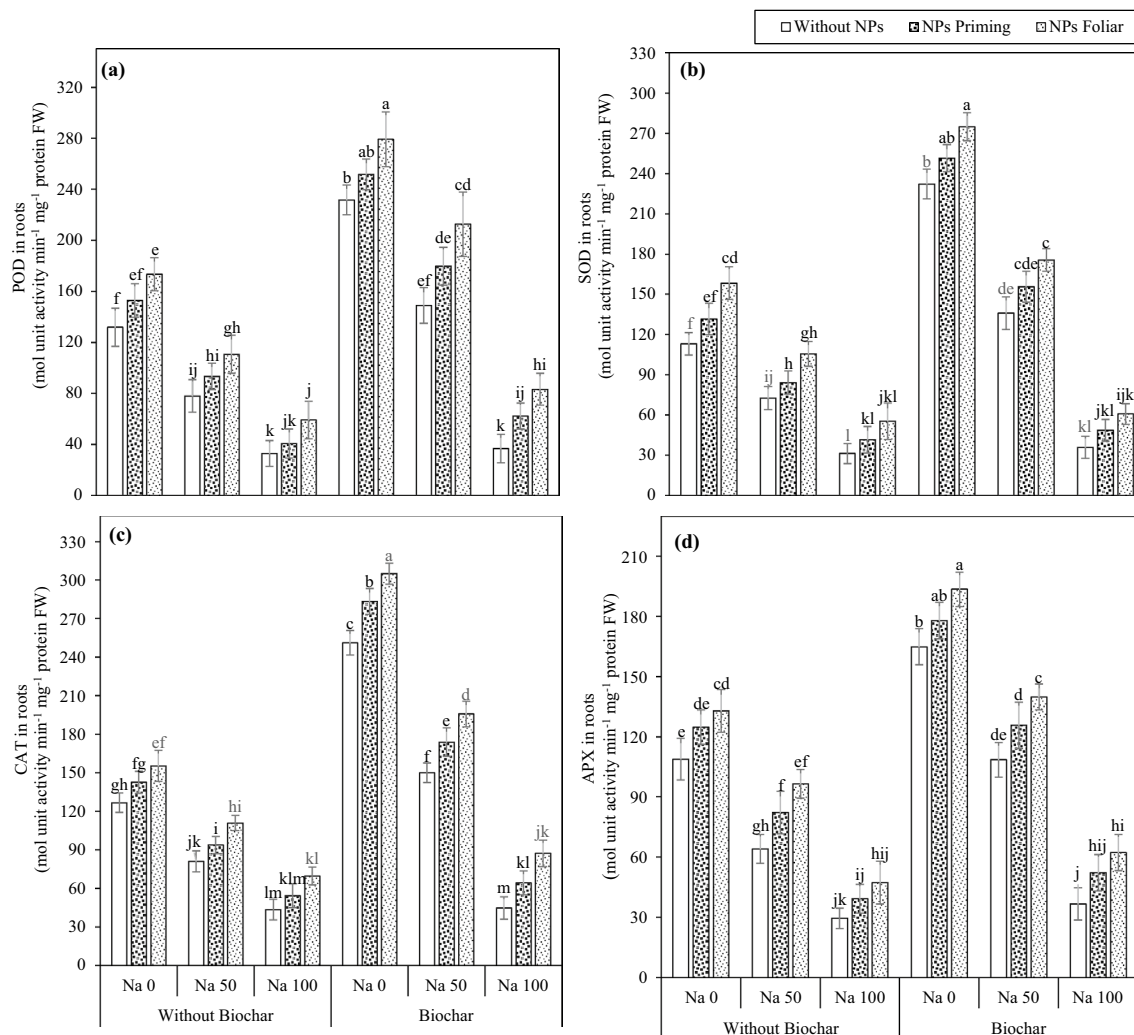 Without NPs NPs Priming NPs Foliar
(a)
POD in roots
(mol unit activity min⁻¹ mg⁻¹ protein FW)
320
280
240
200
160
120
80
40
0
f ef e
ij hi gh
k jk j
b ab a
ef de cd
k ij hi
(b)
SOD in roots
(mol unit activity min⁻¹ mg⁻¹ protein FW)
330
300
270
240
210
180
150
120
90
60
30
0
f ef cd
ij h gh
l kl jkl
b ab a
de cde c
kl jkl ijk
(c)
CAT in roots
(mol unit activity min⁻¹ mg⁻¹ protein FW)
330
300
270
240
210
180
150
120
90
60
30
0
gh fg ef
jk i hi
lm klm kl
c b a
f e d
m kl jk
Na 0 Na 50 Na 100 Na 0 Na 50 Na 100
Without Biochar Biochar
(d)
APX in roots
(mol unit activity min⁻¹ mg⁻¹ protein FW)
210
180
150
120
90
60
30
0
e de cd
gh f ef
jk ij hij
b ab a
de d c
j hij hi
Na 0 Na 50 Na 100 Na 0 Na 50 Na 100
Without Biochar Biochar